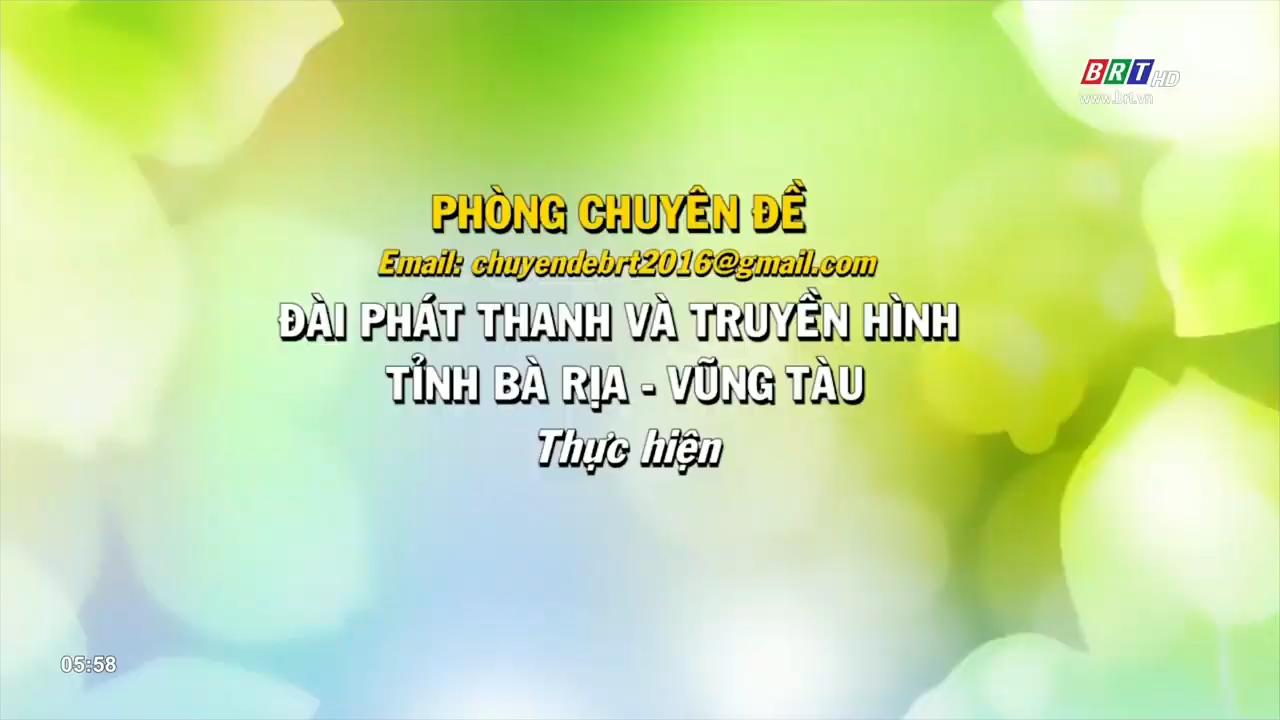 BRT HD
www.brt.vn
PHÒNG CHUYÊN ĐỀ
Email: chuyendebrt2016@gmail.com
ĐÀI PHÁT THANH VÀ TRUYỀN HÌNH
TỈNH BÀ RỊA - VŨNG TÀU
Thực hiện
05:58